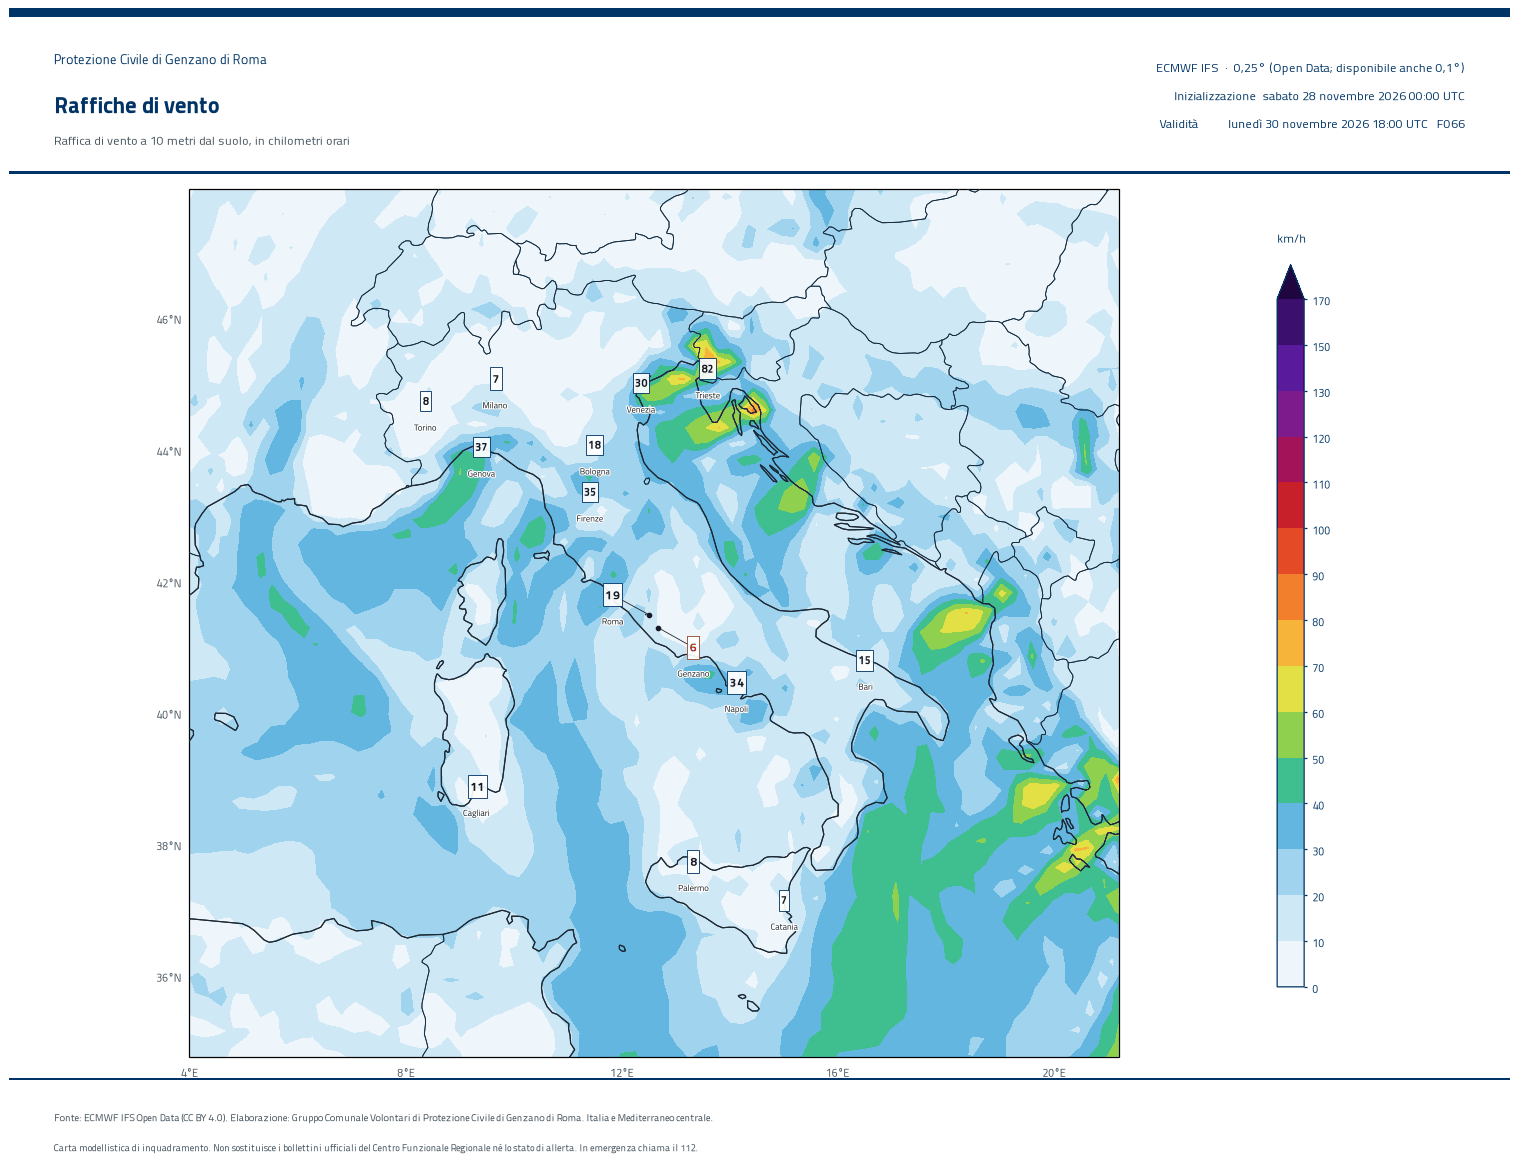 Protezione Civile di Genzano di Roma
Raffiche di vento
Raffica di vento a 10 metri dal suolo, in chilometri orari
ECMWF IFS · 0,25° (Open Data; disponibile anche 0,1°)
Inizializzazione sabato 28 novembre 2026 00:00 UTC
Validità lunedì 30 novembre 2026 18:00 UTC F066
km/h
170
150
130
120
110
100
90
80
70
60
50
40
30
20
10
0
46°N
44°N
42°N
40°N
38°N
36°N
4°E
8°E
12°E
16°E
20°E
82
Trieste
30
Venezia
7
Milano
8
Torino
37
Genova
18
Bologna
35
Firenze
19
Roma
6
Genzano
34
Napoli
15
Bari
11
Cagliari
8
Palermo
7
Catania
Fonte: ECMWF IFS Open Data (CC BY 4.0). Elaborazione: Gruppo Comunale Volontari di Protezione Civile di Genzano di Roma. Italia e Mediterraneo centrale.
Carta modellistica di inquadramento. Non sostituisce i bollettini ufficiali del Centro Funzionale Regionale né lo stato di allerta. In emergenza chiama il 112.